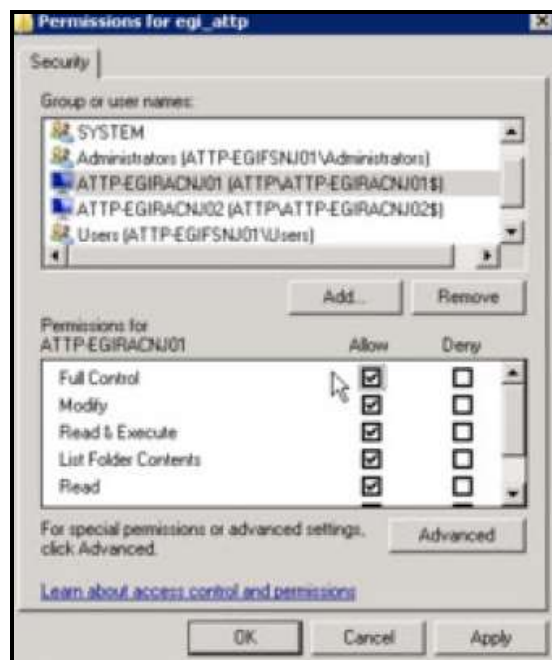 Permissions for egi_attp
Security
Group or user names:
SYSTEM
Administrators (ATTP-EGIFSNJ01\Administrators)
ATTP-EGIRACNJ01 (ATTP\ATTP-EGIRACNJ01$)
ATTP-EGIRACNJ02 (ATTP\ATTP-EGIRACNJ02$)
Users (ATTP-EGIFSNJ01\Users)
Add... Remove
Permissions for
ATTP-EGIRACNJ01 Allow Deny
Full Control
Modify
Read & Execute
List Folder Contents
Read
For special permissions or advanced settings,
click Advanced.
Advanced
Learn about access control and permissions
OK Cancel Apply